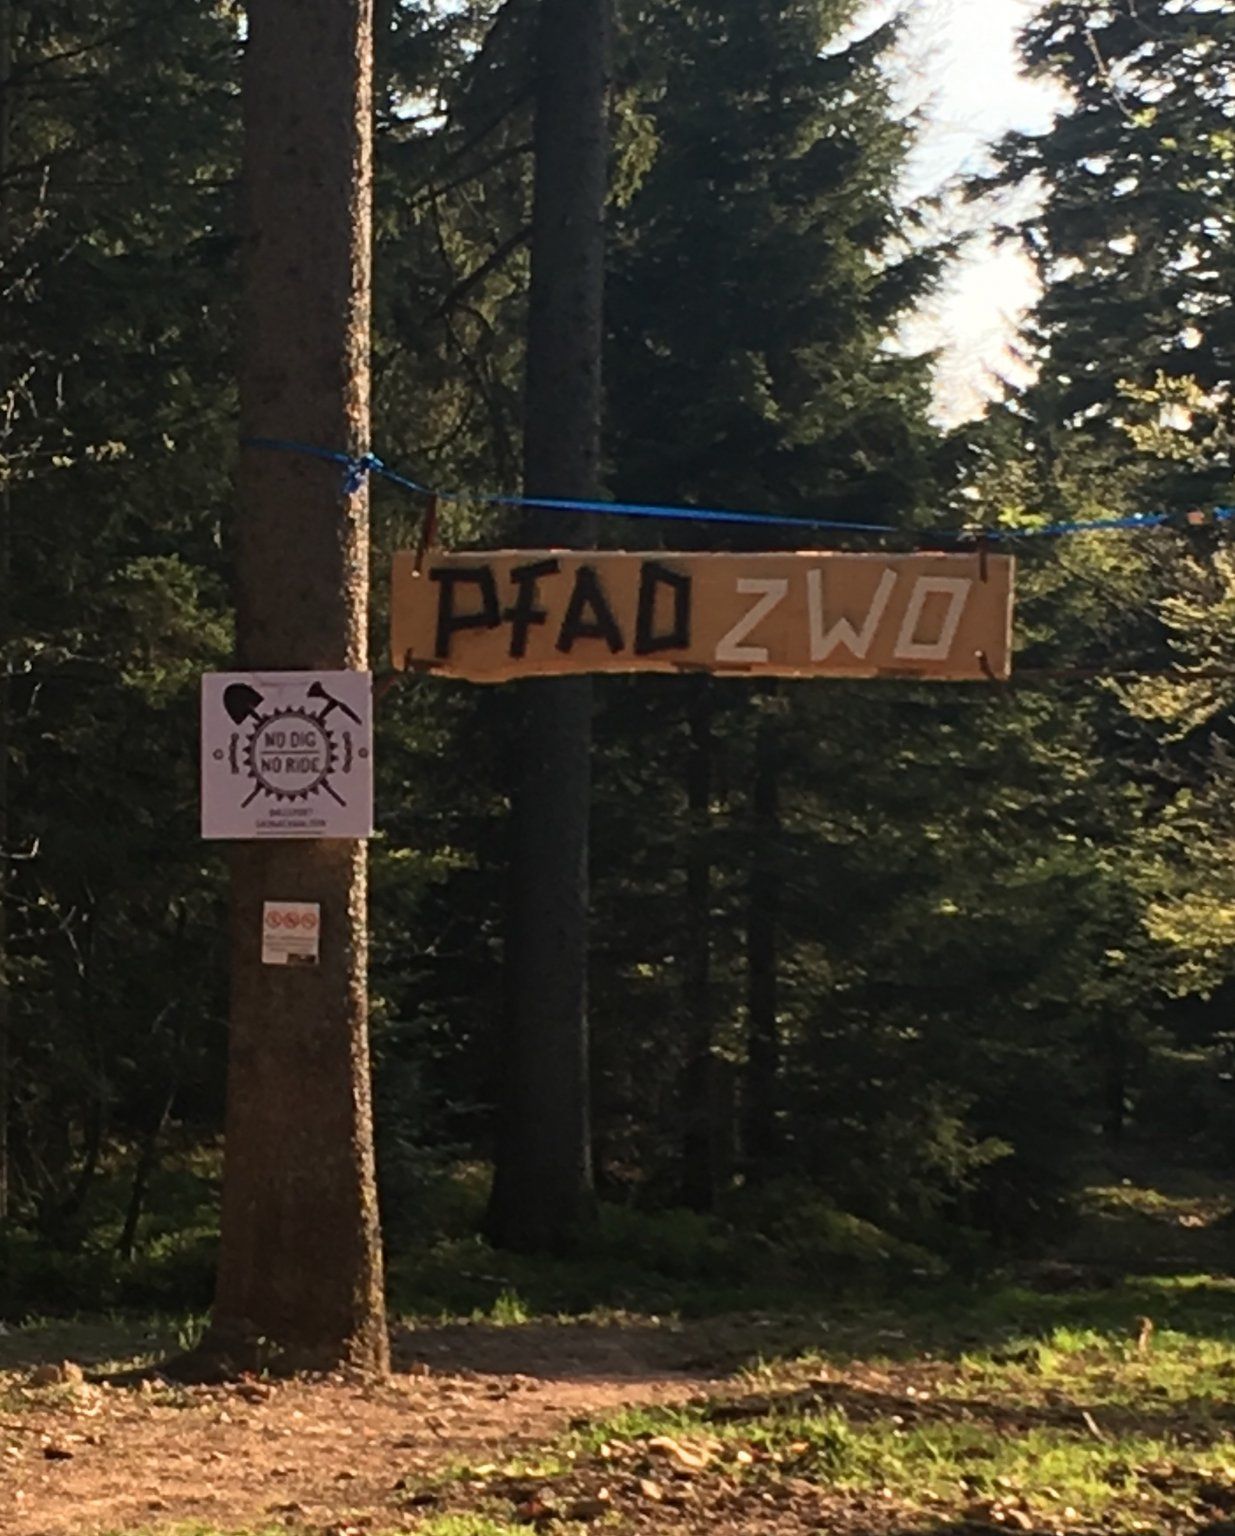 PFAD ZWO
NO DIG
NO RIDE